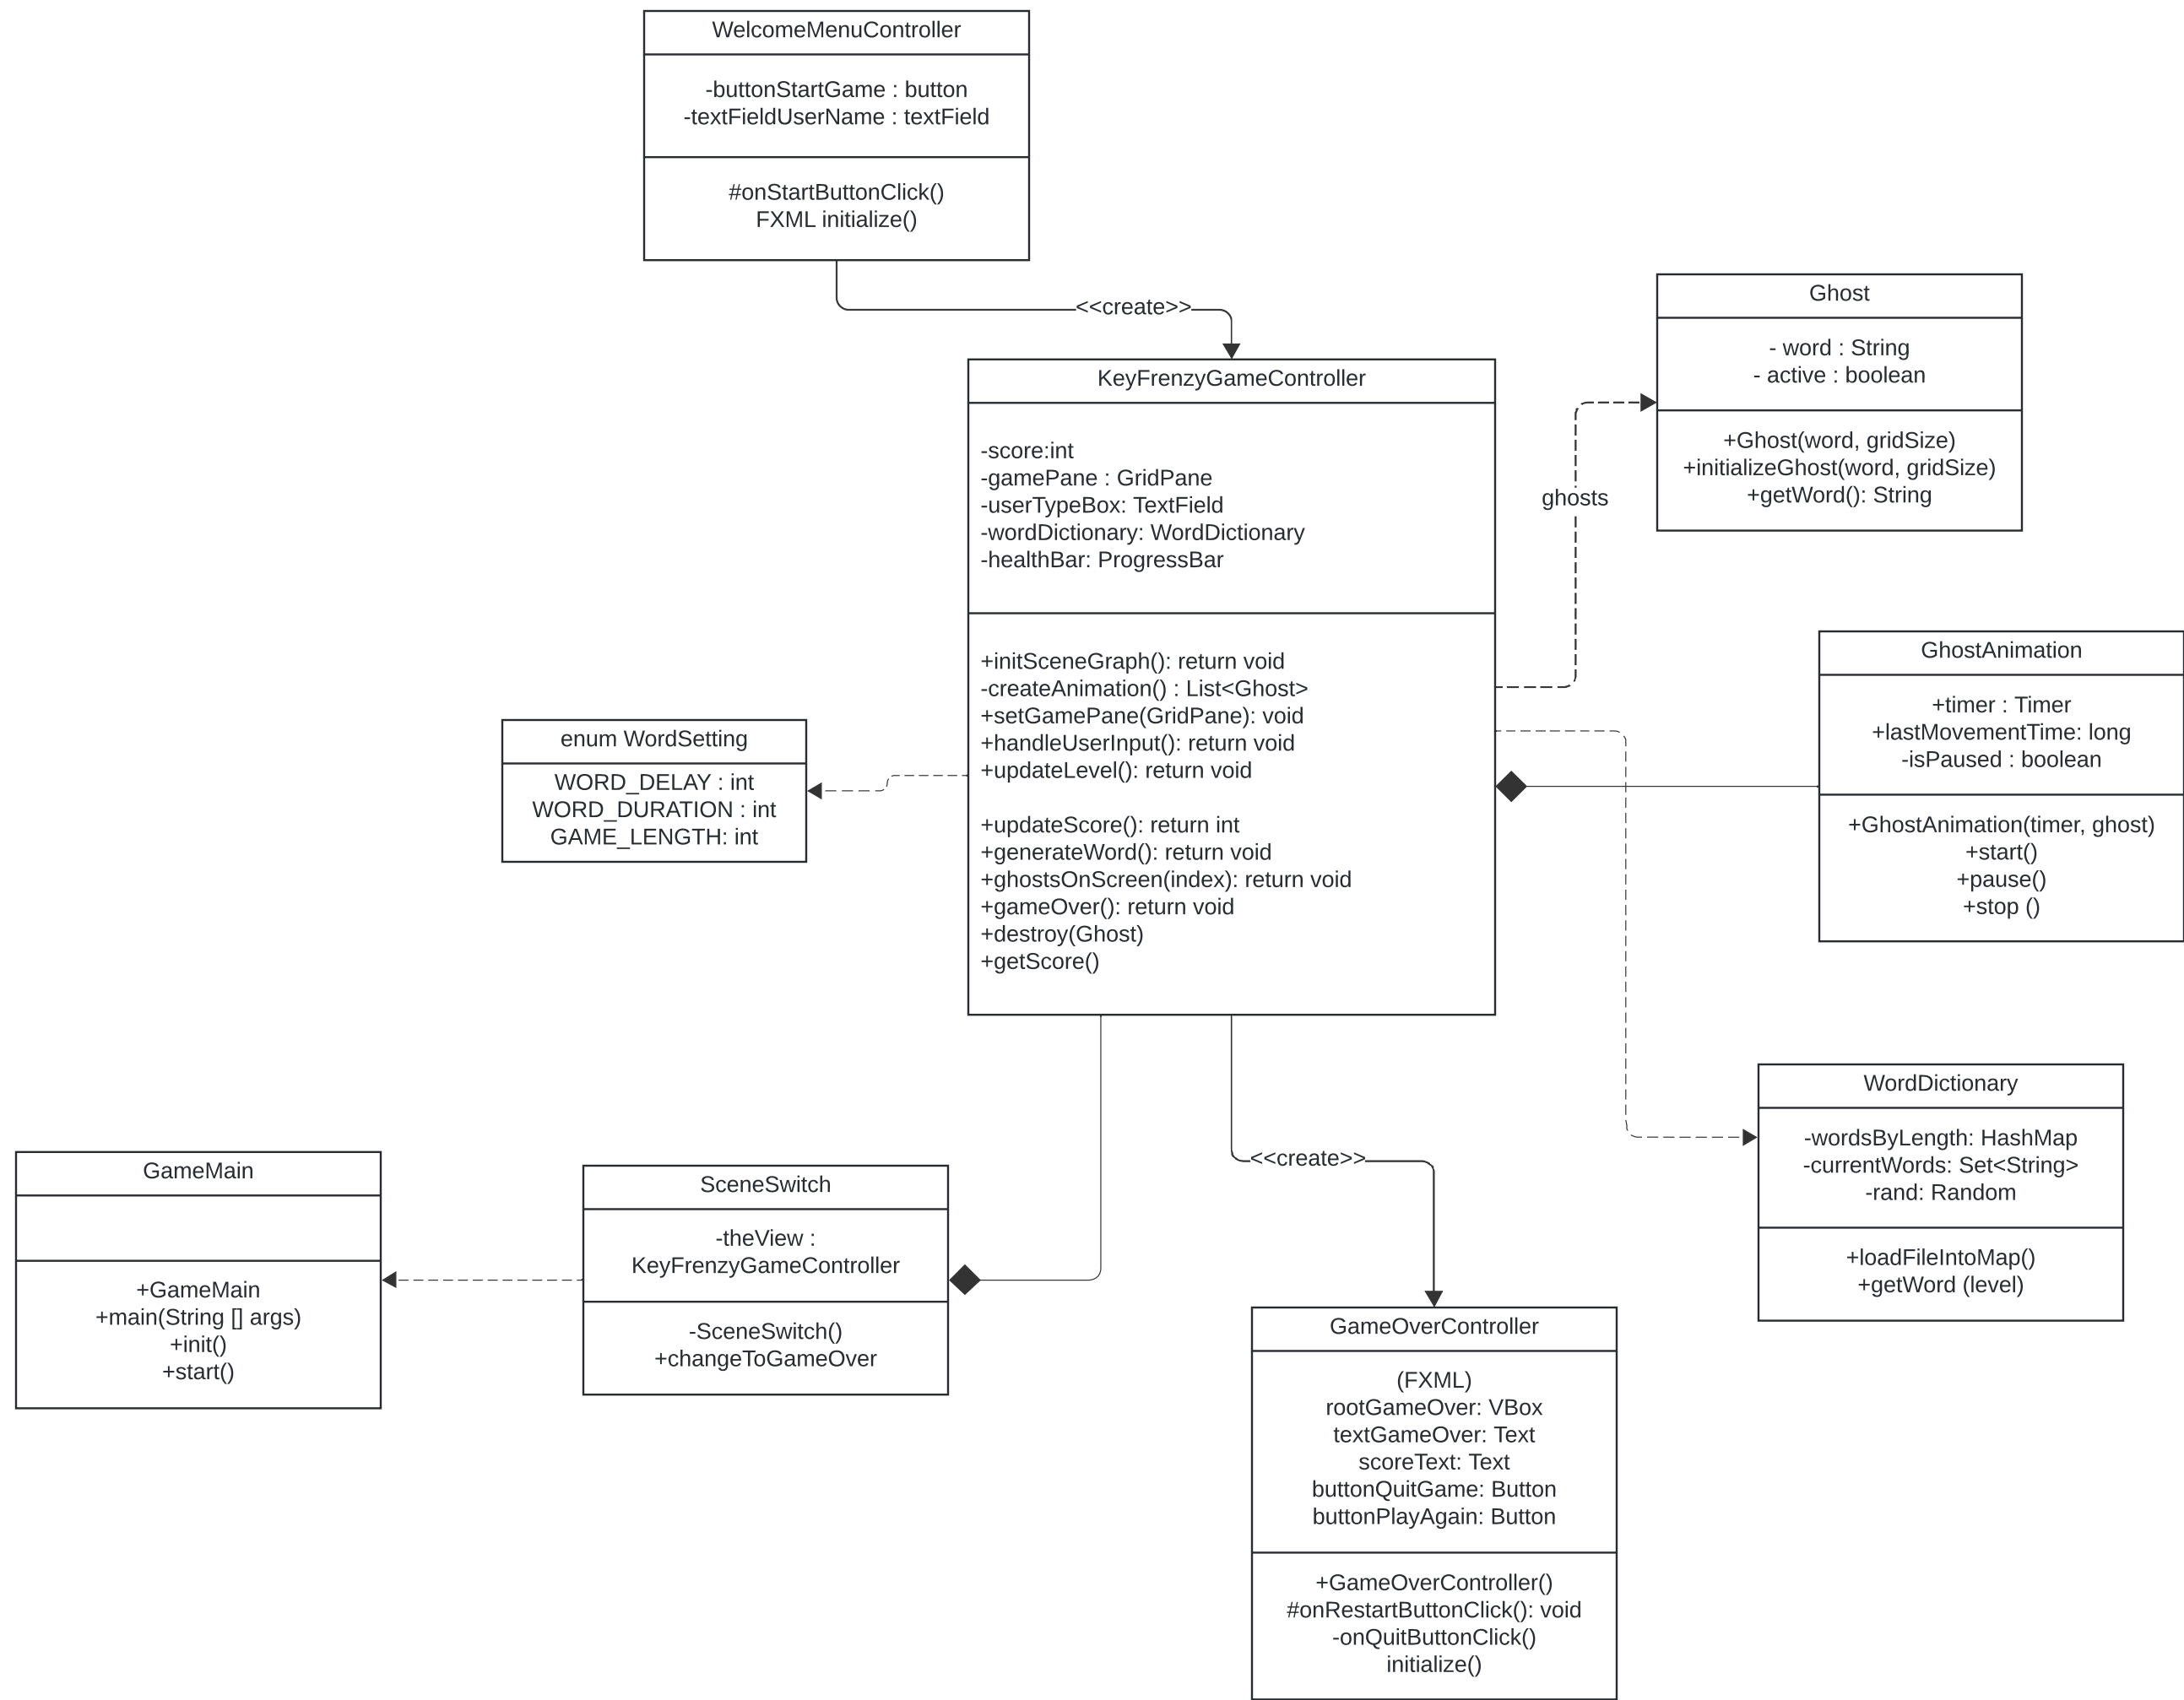 WelcomeMenuController
-buttonStartGame : button
-textFieldUserName : textField
#onStartButtonClick()
FXML initialize()
<<create>>
Ghost
- word : String
- active : boolean
+Ghost(word, gridSize)
+initializeGhost(word, gridSize)
+getWord(): String
KeyFrenzyGameController
-score:int
-gamePane : GridPane
-userTypeBox: TextField
-wordDictionary: WordDictionary
-healthBar: ProgressBar
+initSceneGraph(): return void
-createAnimation() : List<Ghost>
+setGamePane(GridPane): void
+handleUserInput(): return void
+updateLevel(): return void
+updateScore(): return int
+generateWord(): return void
+ghostsOnScreen(index): return void
+gameOver(): return void
+destroy(Ghost)
+getScore()
ghosts
GhostAnimation
+timer : Timer
+lastMovementTime: long
-isPaused : boolean
+GhostAnimation(timer, ghost)
+start()
+pause()
+stop ()
enum WordSetting
WORD_DELAY : int
WORD_DURATION : int
GAME_LENGTH: int
WordDictionary
-wordsByLength: HashMap
-currentWords: Set<String>
-rand: Random
+loadFileIntoMap()
+getWord (level)
GameMain
+GameMain
+main(String [] args)
+init()
+start()
SceneSwitch
-theView :
KeyFrenzyGameController
-SceneSwitch()
+changeToGameOver
<<create>>
GameOverController
(FXML)
rootGameOver: VBox
textGameOver: Text
scoreText: Text
buttonQuitGame: Button
buttonPlayAgain: Button
+GameOverController()
#onRestartButtonClick(): void
-onQuitButtonClick()
initialize()